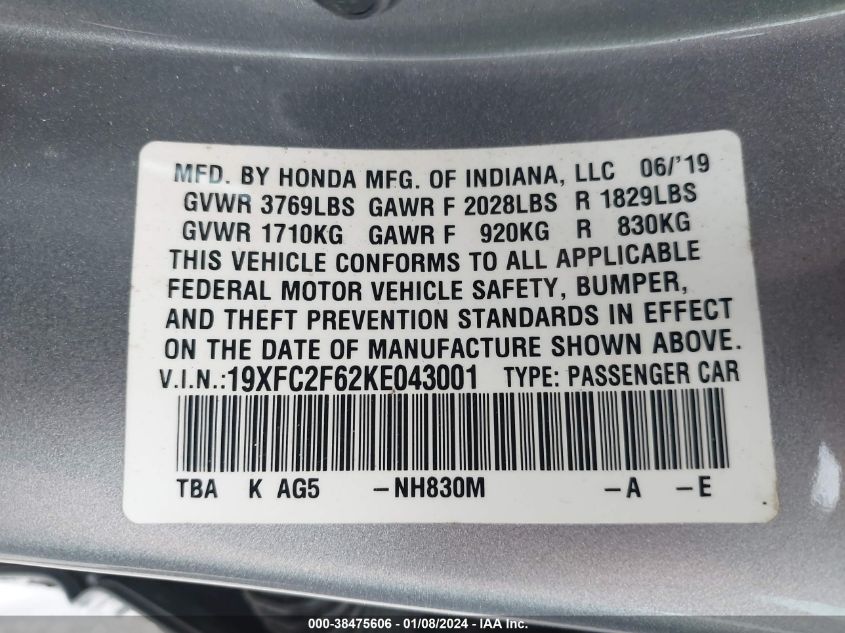 MFD. BY HONDA MFG. OF INDIANA, LLC 06/'19
GVWR 3769LBS GAWR F 2028LBS R 1829LBS
GVWR 1710KG GAWR F 920KG R 830KG
THIS VEHICLE CONFORMS TO ALL APPLICABLE
FEDERAL MOTOR VEHICLE SAFETY, BUMPER,
AND THEFT PREVENTION STANDARDS IN EFFECT
ON THE DATE OF MANUFACTURE SHOWN ABOVE.
V.I.N.:19XFC2F62KE043001 TYPE: PASSENGER CAR
TBA K AG5 -NH830M -A -E
000-38475606 - 01/08/2024 - IAA Inc.